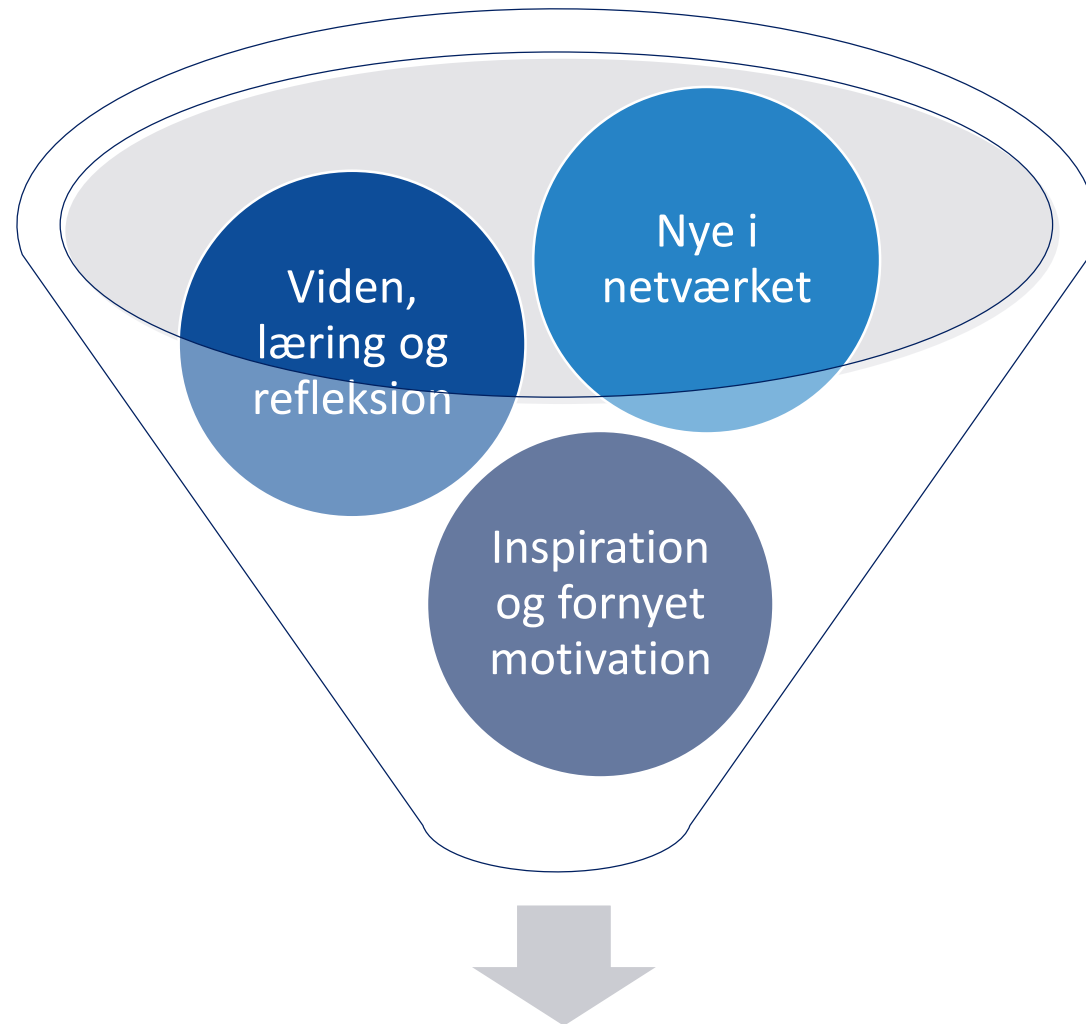 Viden,
læring og
refleksion
Nye i
netværket
Inspiration
og fornyet
motivation